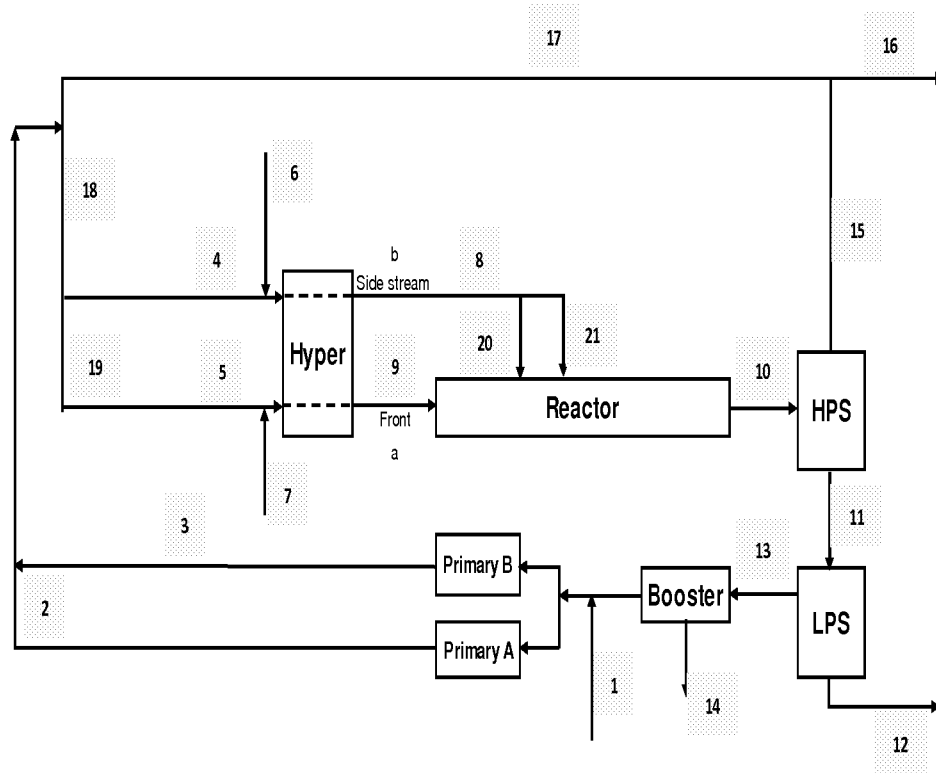 17
16
18
6
15
4
b
8
Side stream
Hyper
20
21
19
5
9
10
Front
Reactor
HPS
a
7
3
11
Primary B
13
2
Booster
LPS
Primary A
1
14
12